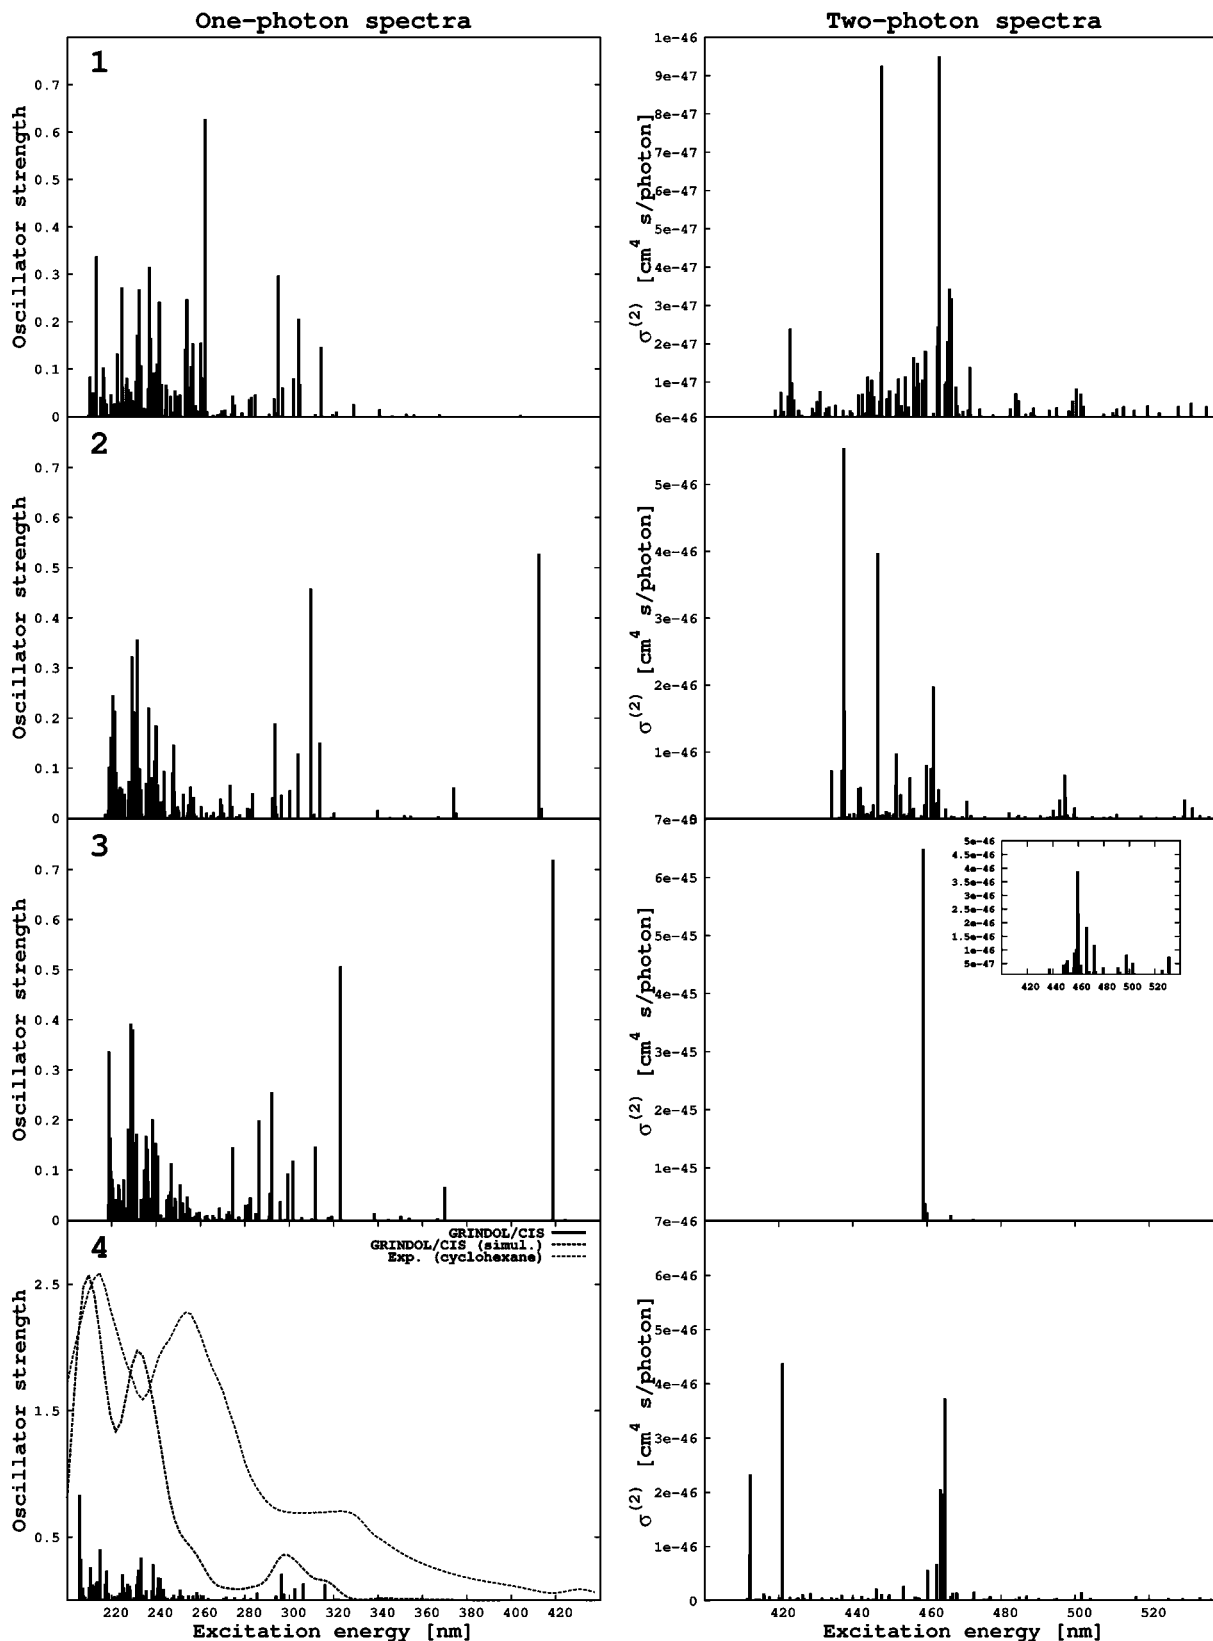 One-photon spectra
Two-photon spectra
1
Oscillator strength
0.7
0.6
0.5
0.4
0.3
0.2
0.1
0
σ(2) [cm4 s/photon]
1e-46
9e-47
8e-47
7e-47
6e-47
5e-47
4e-47
3e-47
2e-47
1e-47
2
Oscillator strength
0.7
0.6
0.5
0.4
0.3
0.2
0.1
0
σ(2) [cm4 s/photon]
6e-46
5e-46
4e-46
3e-46
2e-46
1e-46
3
Oscillator strength
0.7
0.6
0.5
0.4
0.3
0.2
0.1
0
σ(2) [cm4 s/photon]
6e-45
5e-45
4e-45
3e-45
2e-45
1e-45
5e-46
4.5e-46
4e-46
3.5e-46
3e-46
2.5e-46
2e-46
1.5e-46
1e-46
5e-47
420 440 460 480 500 520
4
GRINDOL/CIS
GRINDOL/CIS (simul.)
Exp. (cyclohexane)
Oscillator strength
2.5
1.5
0.5
220 240 260 280 300 320 340 360 380 400 420
Excitation energy [nm]
σ(2) [cm4 s/photon]
7e-46
6e-46
5e-46
4e-46
3e-46
2e-46
1e-46
0
420 440 460 480 500 520
Excitation energy [nm]